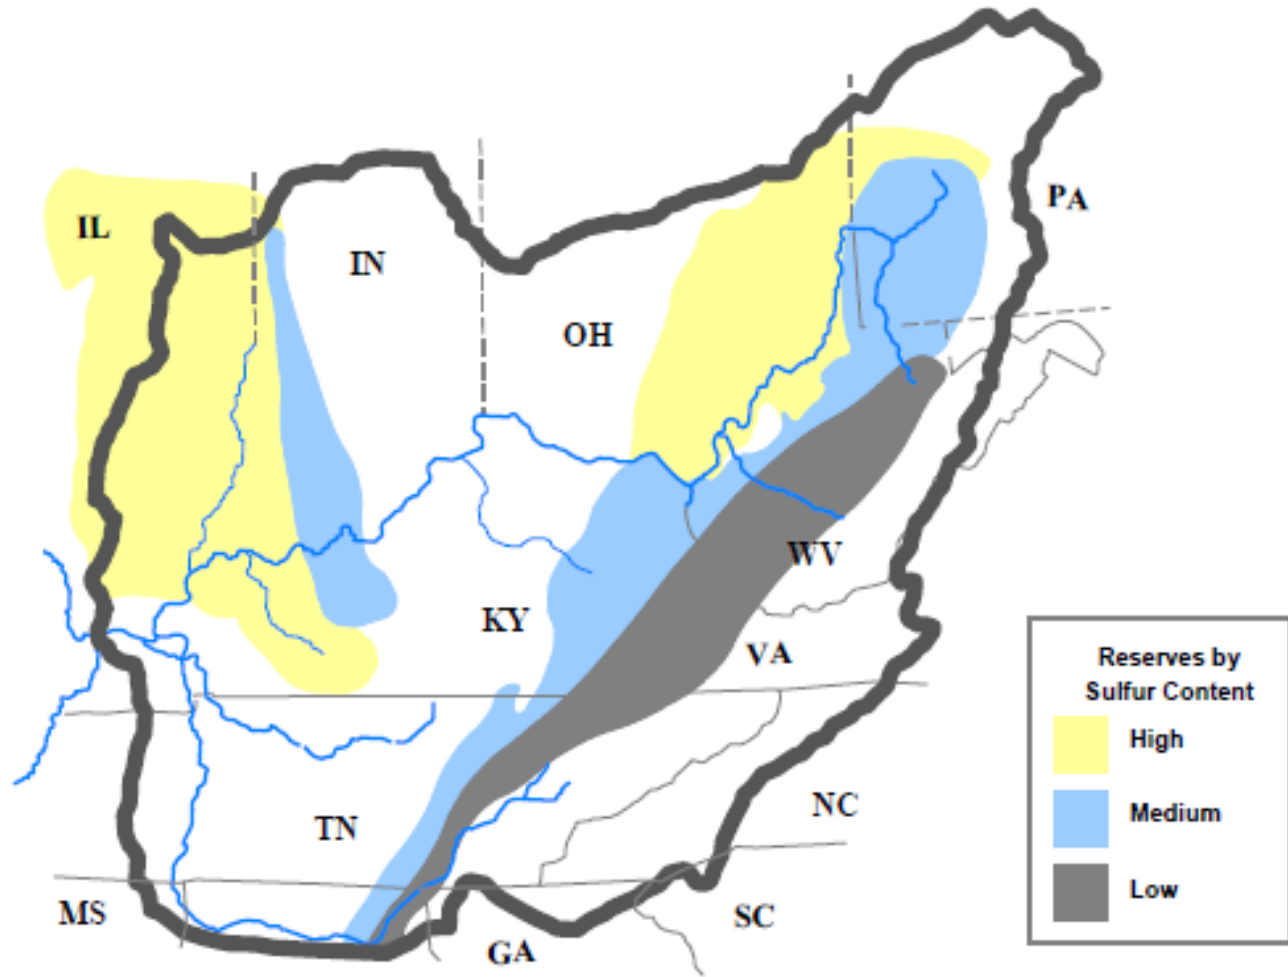 IL
IN
PA
OH
WV
KY
VA
TN
NC
MS
SC
GA
Reserves by
Sulfur Content
High
Medium
Low